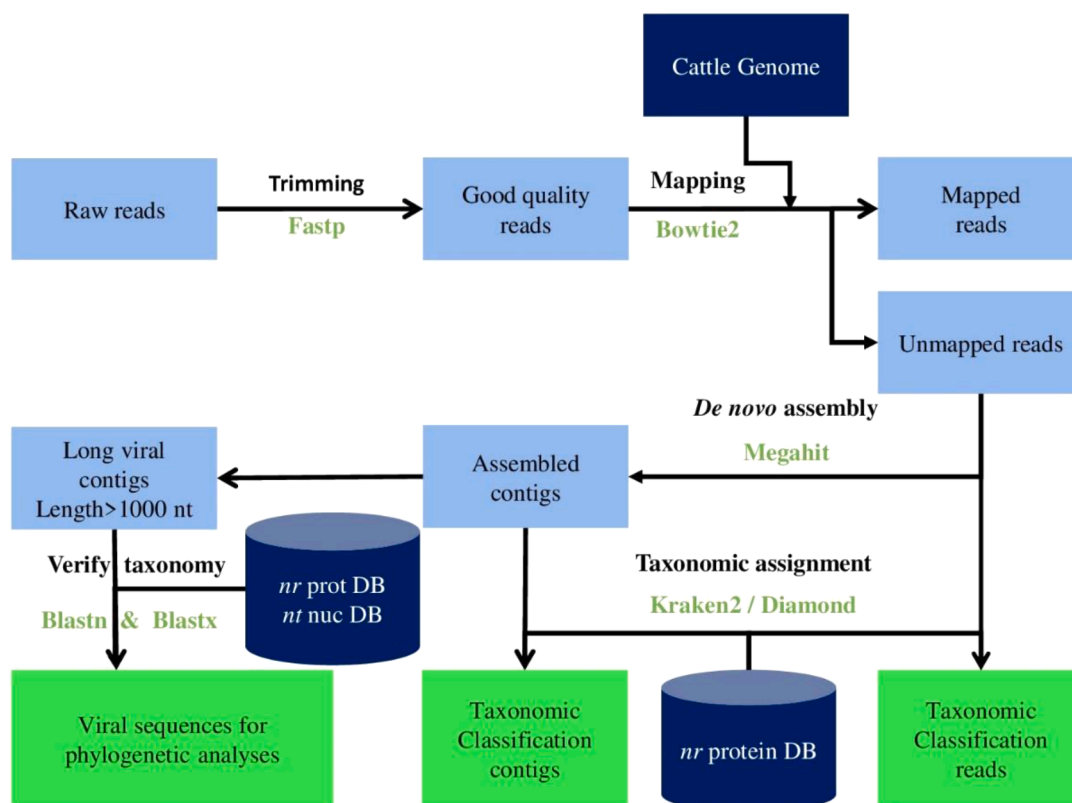 Cattle Genome
Raw reads
Trimming
Fastp
Good quality
reads
Mapping
Bowtie2
Mapped
reads
Unmapped reads
De novo assembly
Megahit
Long viral
contigs
Length>1000 nt
Assembled
contigs
Verify taxonomy
Blastn & Blastx
nr prot DB
nt nuc DB
Taxonomic assignment
Kraken2 / Diamond
Viral sequences for
phylogenetic analyses
Taxonomic
Classification
contigs
nr protein DB
Taxonomic
Classification
reads